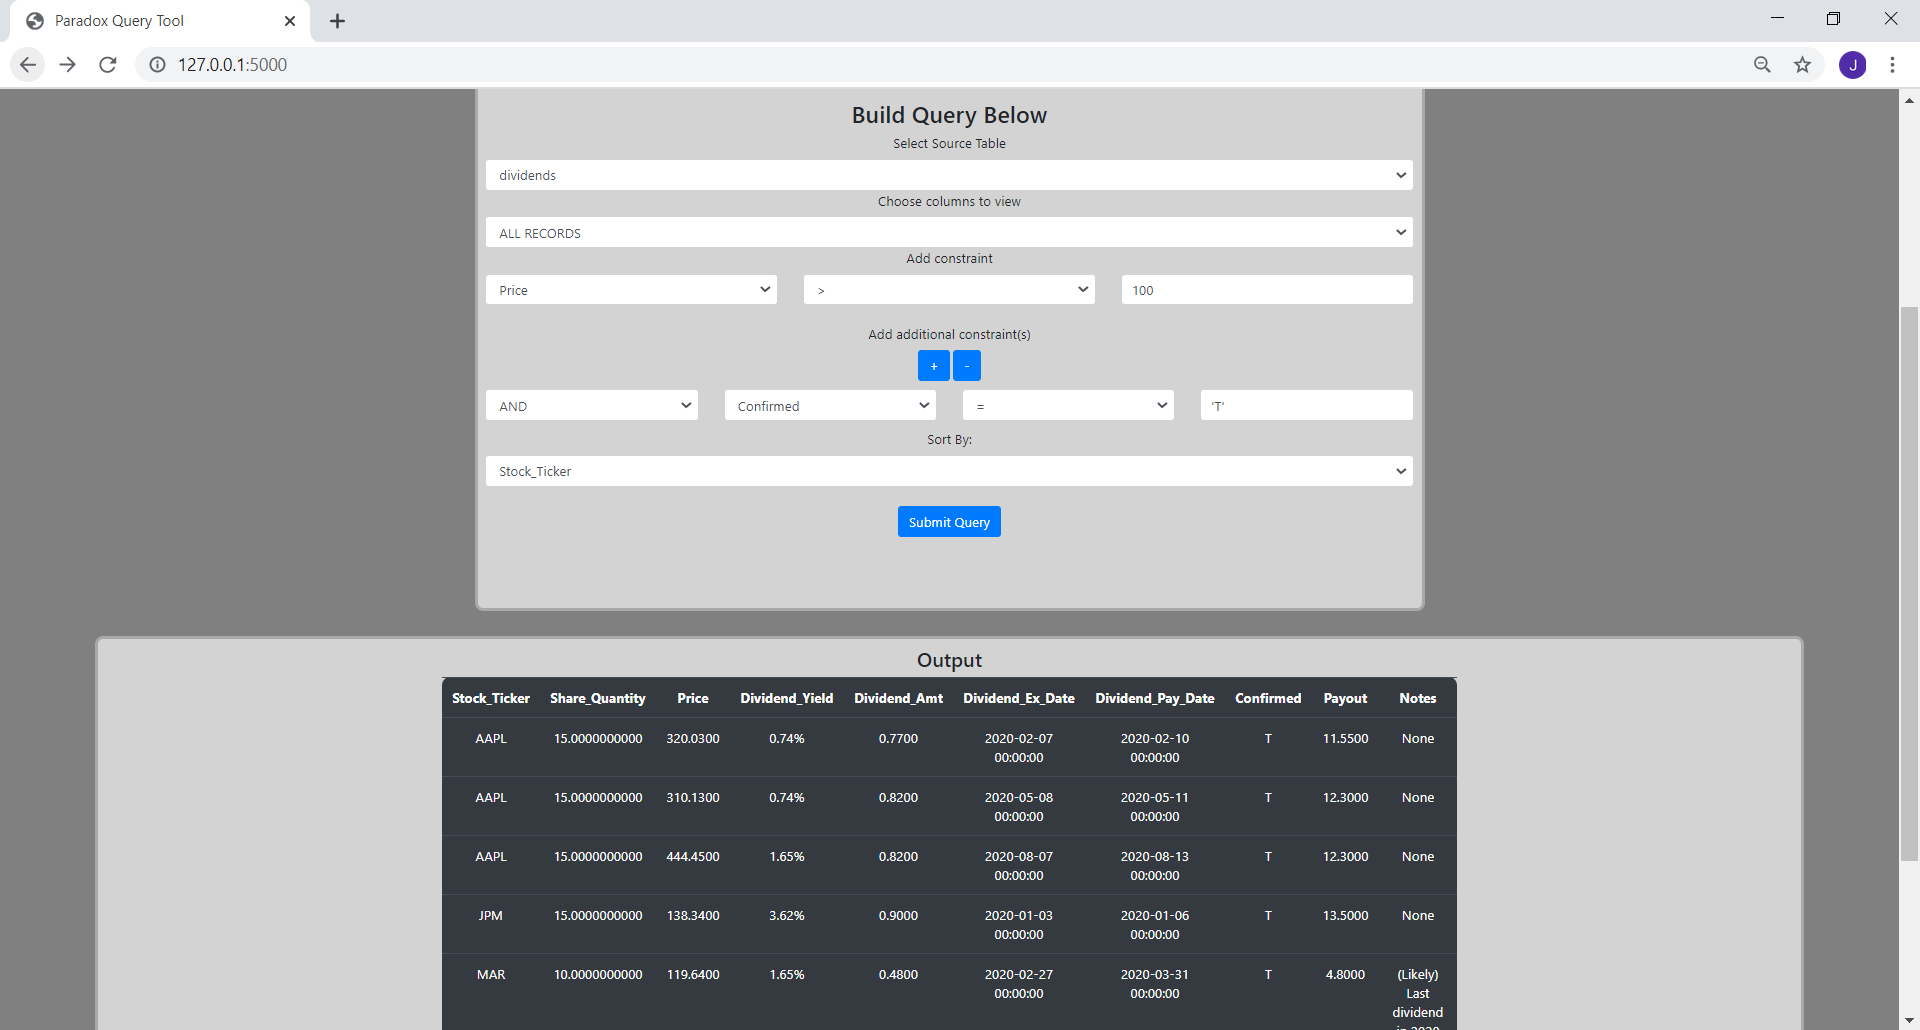 Paradox Query Tool
127.0.0.1:5000
J
Build Query Below
Select Source Table
dividends
Choose columns to view
ALL RECORDS
Add constraint
Price > 100
Add additional constraint(s)
+ -
AND Confirmed = 'T'
Sort By:
Stock_Ticker
Submit Query
Output
Stock_Ticker Share_Quantity Price Dividend_Yield Dividend_Amt Dividend_Ex_Date Dividend_Pay_Date Confirmed Payout Notes
AAPL 15.0000000000 320.0300 0.74% 0.7700 2020-02-07 2020-02-10 T 11.5500 None
00:00:00 00:00:00
AAPL 15.0000000000 310.1300 0.74% 0.8200 2020-05-08 2020-05-11 T 12.3000 None
00:00:00 00:00:00
AAPL 15.0000000000 444.4500 1.65% 0.8200 2020-08-07 2020-08-13 T 12.3000 None
00:00:00 00:00:00
JPM 15.0000000000 138.3400 3.62% 0.9000 2020-01-03 2020-01-06 T 13.5000 None
00:00:00 00:00:00
MAR 10.0000000000 119.6400 1.65% 0.4800 2020-02-27 2020-03-31 T 4.8000 (Likely)
00:00:00 00:00:00 Last
dividend
in 2020